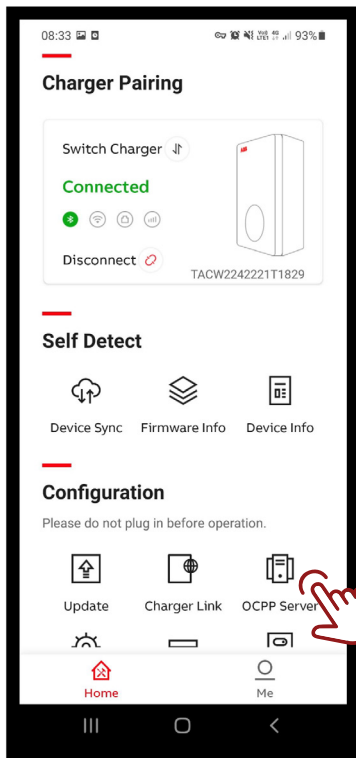 08:33 93%
Charger Pairing
Switch Charger
Connected
Disconnect
TACW2242221T1829
Self Detect
Device Sync Firmware Info Device Info
Configuration
Please do not plug in before operation.
Update Charger Link OCPP Server
Home Me